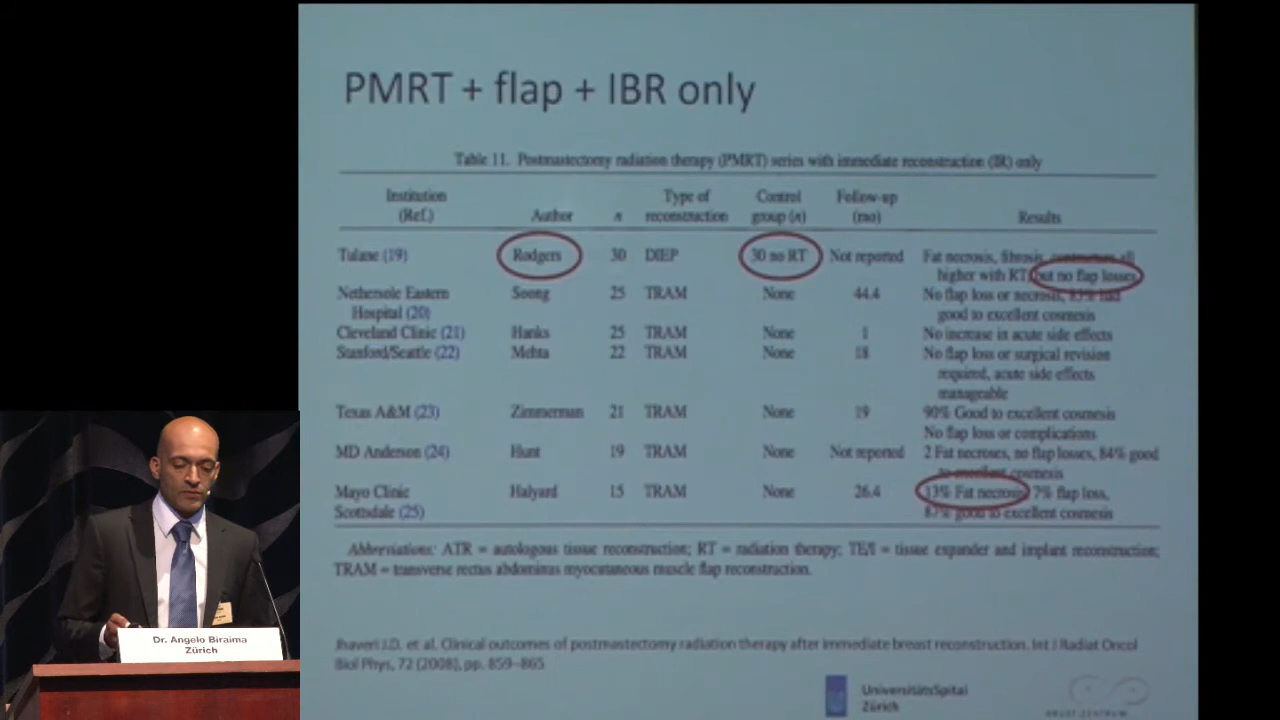 PMRT + flap + IBR only
Table 11. Postmastectomy radiation therapy (PMRT) series with immediate reconstruction (IR) only
Institution (Ref.) Author n Type of reconstruction Control group (n) Follow-up (mo) Results
Tulane (19) Rodgers 30 DIEP 30 no RT Not reported Fat necrosis, fibrosis, contracture all
higher with RT, but no flap losses
Nethersole Eastern Soong 25 TRAM None 44.4 No flap loss or necrosis, had
Hospital (20) good to excellent cosmesis
Cleveland Clinic (21) Hanks 25 TRAM None 1 No increase in acute side effects
Stanford/Seattle (22) Mehta 22 TRAM None 18 No flap loss or surgical revision
required, acute side effects
manageable
Texas A&M (23) Zimmerman 21 TRAM None 19 90% Good to excellent cosmesis
No flap loss or complications
MD Anderson (24) Hunt 19 TRAM None Not reported 2 Fat necroses, no flap losses, 84% good
to excellent cosmesis
Mayo Clinic Halyard 15 TRAM None 26.4 13% Fat necrosis, 7% flap loss,
Scottsdale (25) 87% good to excellent cosmesis
Abbreviations: ATR = autologous tissue reconstruction; RT = radiation therapy; TE/I = tissue expander and implant reconstruction;
TRAM = transverse rectus abdominus myocutaneous muscle flap reconstruction.
Jhaveri J.D. et al. Clinical outcomes of postmastectomy radiation therapy after immediate breast reconstruction. Int J Radiat Oncol
Biol Phys, 72 (2008), pp. 859–865
UniversitätsSpital
Zürich
BRUST-ZENTRUM
Dr. Angelo Biraima
Zürich